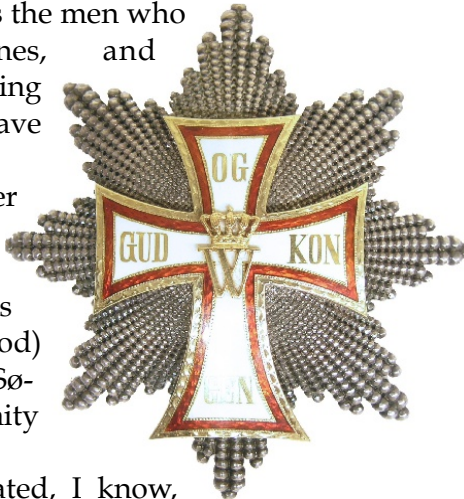 s the men who
nes, and
ing
ave
er
s
od)
Sø-
nity
ated, I know,
OG
GUD W KON
GEN